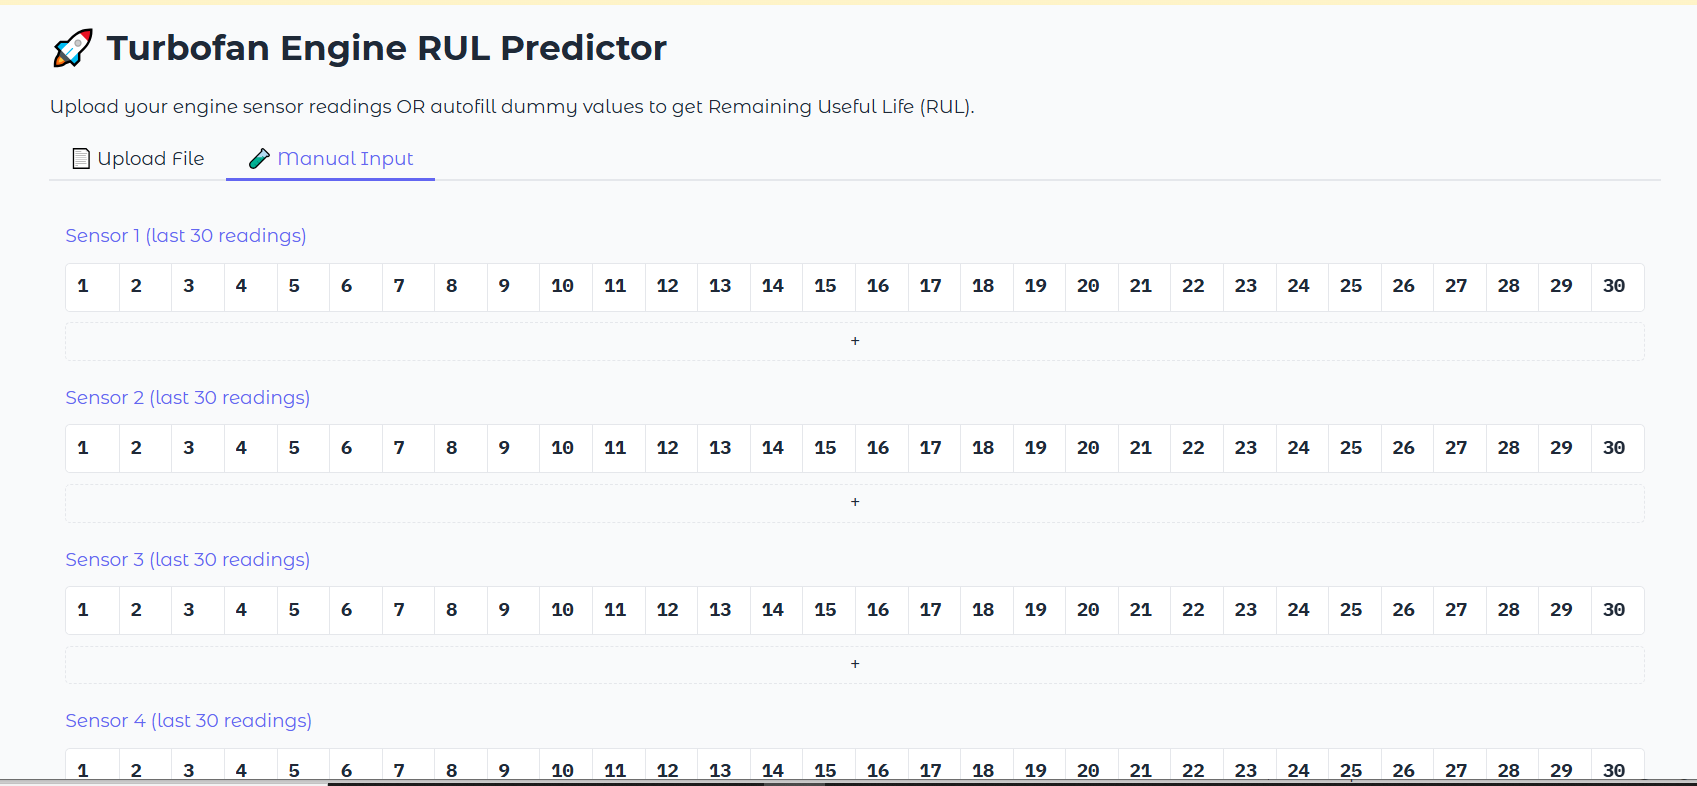 🚀 Turbofan Engine RUL Predictor
Upload your engine sensor readings OR autofill dummy values to get Remaining Useful Life (RUL).
Upload File Manual Input
Sensor 1 (last 30 readings)
1 2 3 4 5 6 7 8 9 10 11 12 13 14 15 16 17 18 19 20 21 22 23 24 25 26 27 28 29 30
+
Sensor 2 (last 30 readings)
1 2 3 4 5 6 7 8 9 10 11 12 13 14 15 16 17 18 19 20 21 22 23 24 25 26 27 28 29 30
+
Sensor 3 (last 30 readings)
1 2 3 4 5 6 7 8 9 10 11 12 13 14 15 16 17 18 19 20 21 22 23 24 25 26 27 28 29 30
+
Sensor 4 (last 30 readings)
1 2 3 4 5 6 7 8 9 10 11 12 13 14 15 16 17 18 19 20 21 22 23 24 25 26 27 28 29 30